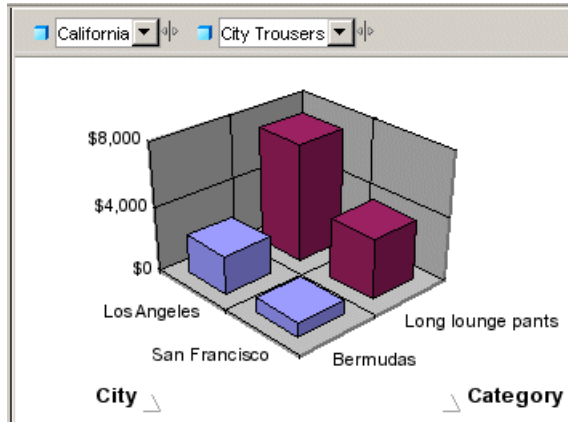 California City Trousers
$8,000
$4,000
$0
Los Angeles
San Francisco
Bermudas
Long lounge pants
City Category